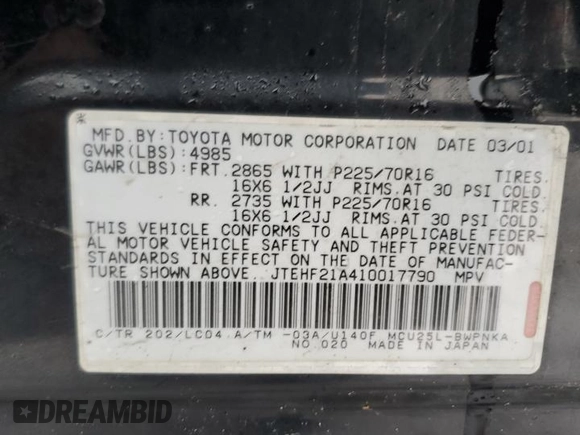 MFD.BY:TOYOTA MOTOR CORPORATION DATE 03/01
GVWR(LBS):4985
GAWR(LBS):FRT. 2865 WITH P225/70R16 TIRES.
16X6 1/2JJ RIMS.AT 30 PSI COLD.
RR. 2735 WITH P225/70R16 TIRES.
16X6 1/2JJ RIMS.AT 30 PSI COLD.
THIS VEHICLE CONFORMS TO ALL APPLICABLE FEDER-
AL MOTOR VEHICLE SAFETY AND THEFT PREVENTION
STANDARDS IN EFFECT ON THE DATE OF MANUFAC-
TURE SHOWN ABOVE. JTEHF21A410017790 MPV
C/TR 202/LC04 A/TM -03A/U140F MCU25L-BWPNKA
NO 020 MADE IN JAPAN
DREAMBID